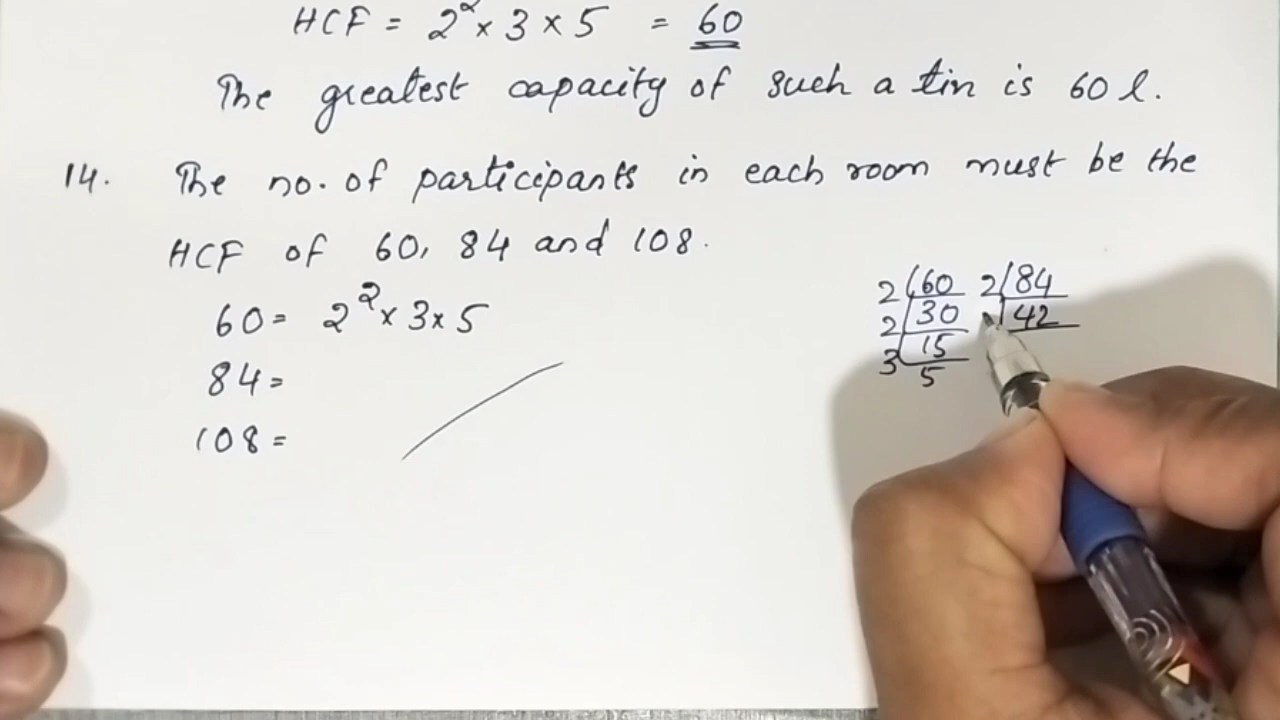 HCF = 2² × 3 × 5 = 60
The greatest capacity of such a tin is 60 l.
14. The no. of participants in each room must be the
HCF of 60, 84 and 108.
60 = 2² × 3 × 5
84 =
108 =
2 60
2 30
3 15
5
2 84
42